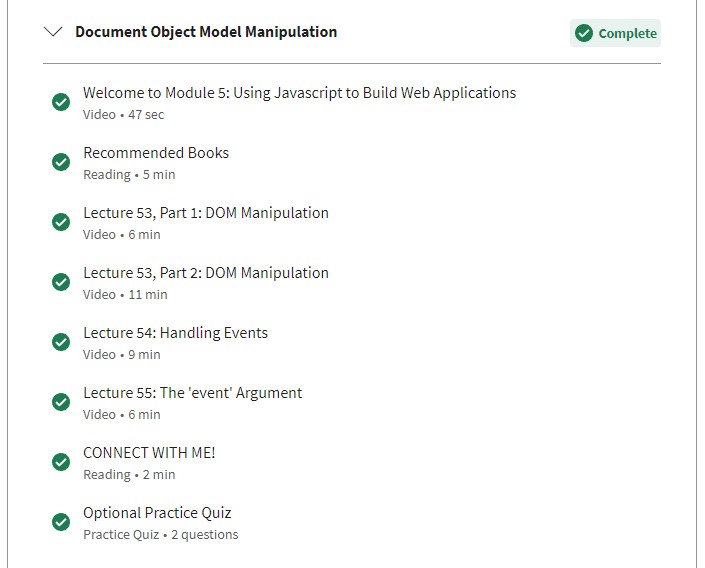 Document Object Model Manipulation
Complete
Welcome to Module 5: Using Javascript to Build Web Applications
Video • 47 sec
Recommended Books
Reading • 5 min
Lecture 53, Part 1: DOM Manipulation
Video • 6 min
Lecture 53, Part 2: DOM Manipulation
Video • 11 min
Lecture 54: Handling Events
Video • 9 min
Lecture 55: The 'event' Argument
Video • 6 min
CONNECT WITH ME!
Reading • 2 min
Optional Practice Quiz
Practice Quiz • 2 questions